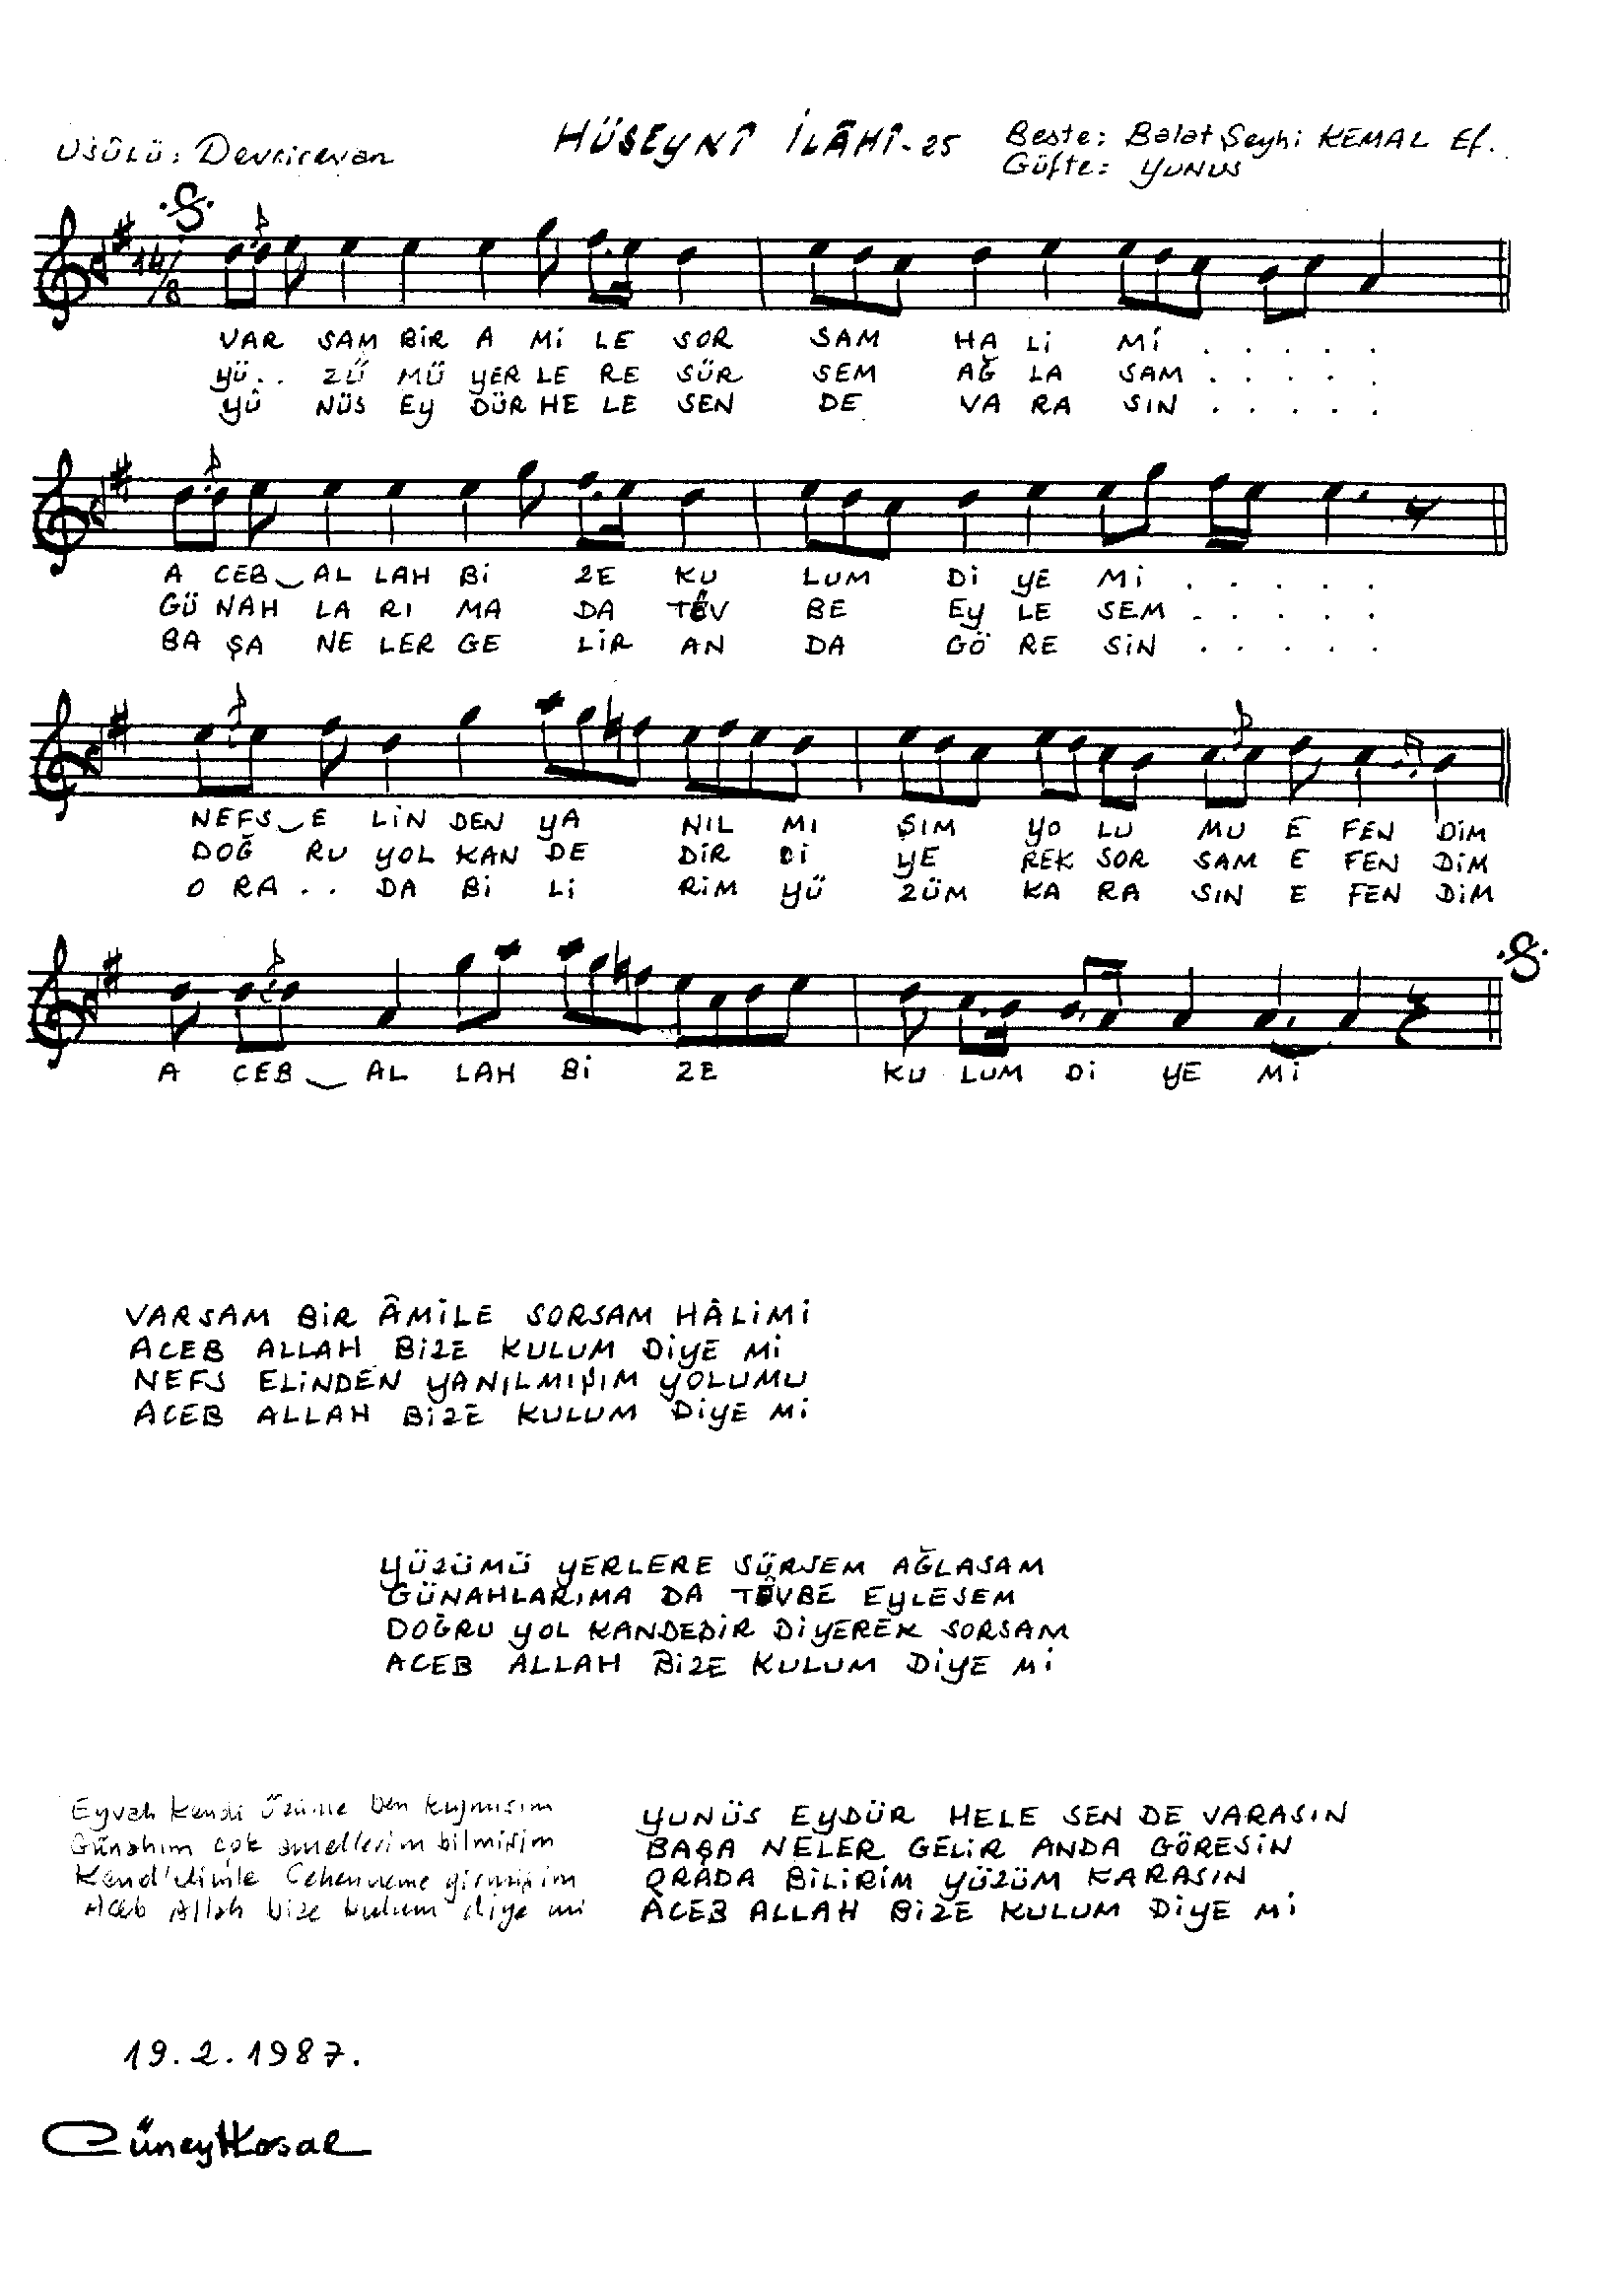 USÛLÜ: Devrirevan
HÜSEYNÎ İLÂHÎ-25
Beste: Balat Şeyhi KEMAL Ef.
Güfte: YUNUS
14/8
VAR SAM BİR A Mİ LE SOR SAM HA Lİ Mİ . . . . .
YÜ . . ZÜ MÜ YER LE RE SÜR SEM AĞ LA SAM . . . . .
YÛ NÜS EY DÜR HE LE SEN DE VA RA SIN . . . . .
A CEB AL LAH Bİ ZE KU LUM Dİ YE Mİ . . . . .
GÜ NAH LA RI MA DA TÊV BE EY LE SEM . . . . .
BA ŞA NE LER GE LİR AN DA GÖ RE SİN . . . . .
NEFS E LİN DEN YA NIL MI ŞIM YO LU MU E FEN DİM
DOĞ RU YOL KAN DE DİR Dİ YE REK SOR SAM E FEN DİM
O RA . . DA Bİ Lİ RİM YÜ ZÜM KA RA SIN E FEN DİM
A CEB AL LAH Bİ ZE KU LUM Dİ YE Mİ
VARSAM BİR ÂMİLE SORSAM HÂLİMİ
ACEB ALLAH BİZE KULUM DİYE Mİ
NEFS ELİNDEN YANILMIŞIM YOLUMU
ACEB ALLAH BİZE KULUM DİYE Mİ
YÜZÜMÜ YERLERE SÜRSEM AĞLASAM
GÜNAHLARIMA DA TÊVBE EYLESEM
DOĞRU YOL KANDEDİR DİYEREK SORSAM
ACEB ALLAH BİZE KULUM DİYE Mİ
Eyvah Kendi Özüme ben kıymışım
Günahım çok amellerim bilmişim
Kend'elimle Cehenneme girmişim
Aceb Allah bize kulum diye mi
YUNÜS EYDÜR HELE SEN DE VARASIN
BAŞA NELER GELİR ANDA GÖRESİN
ORADA BİLİRİM YÜZÜM KARASIN
ACEB ALLAH BİZE KULUM DİYE Mİ
19.2.1987.
Cüneyt Kosal